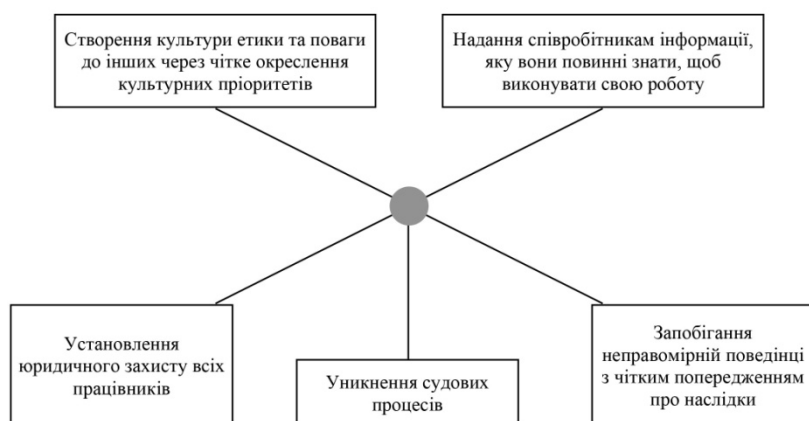 Створення культури етики та поваги
до інших через чітке окреслення
культурних пріоритетів
Надання співробітникам інформації,
яку вони повинні знати, щоб
виконувати свою роботу
Установлення
юридичного захисту всіх
працівників
Уникнення судових
процесів
Запобігання
неправомірній поведінці
з чітким попередженням
про наслідки